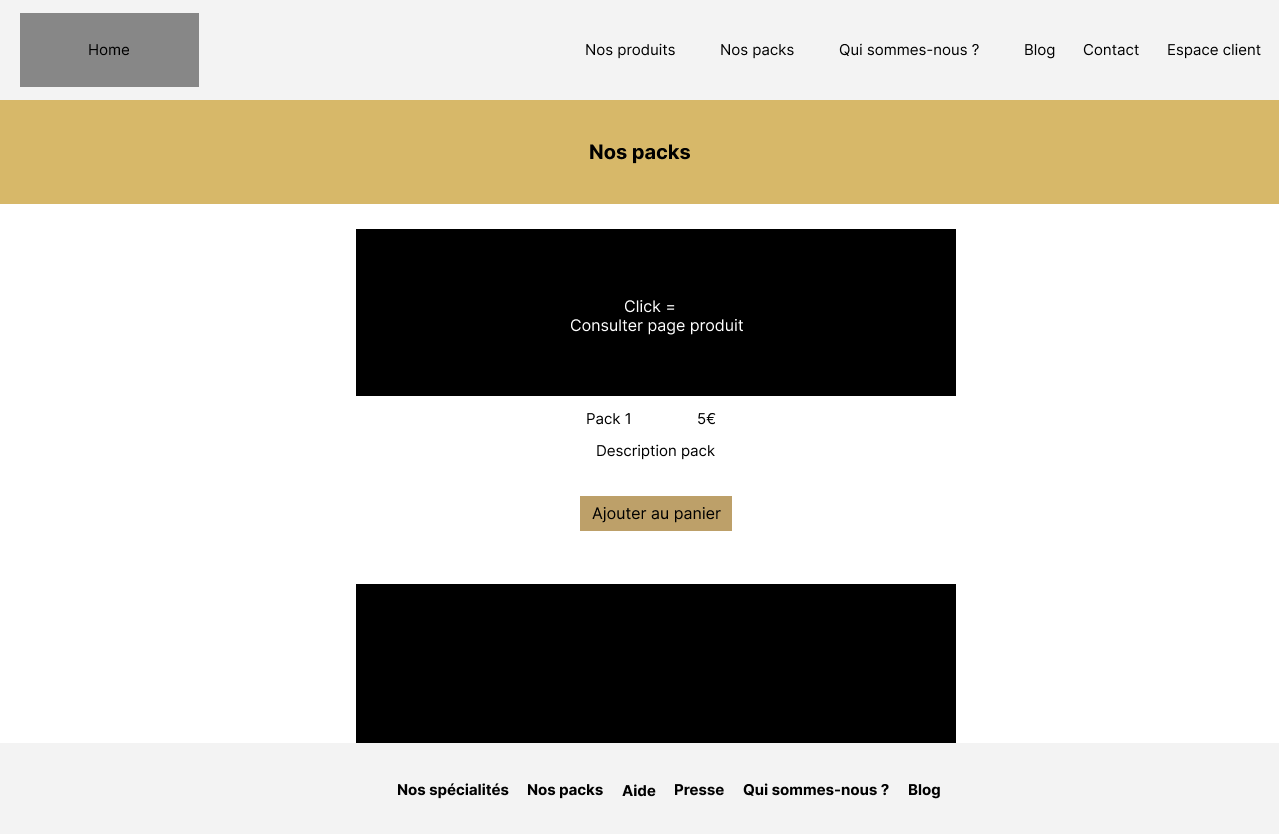 Home Nos produits Nos packs Qui sommes-nous ? Blog Contact Espace client
Nos packs
Click =
Consulter page produit
Pack 1 5€
Description pack
Ajouter au panier
Nos spécialités Nos packs Aide Presse Qui sommes-nous ? Blog